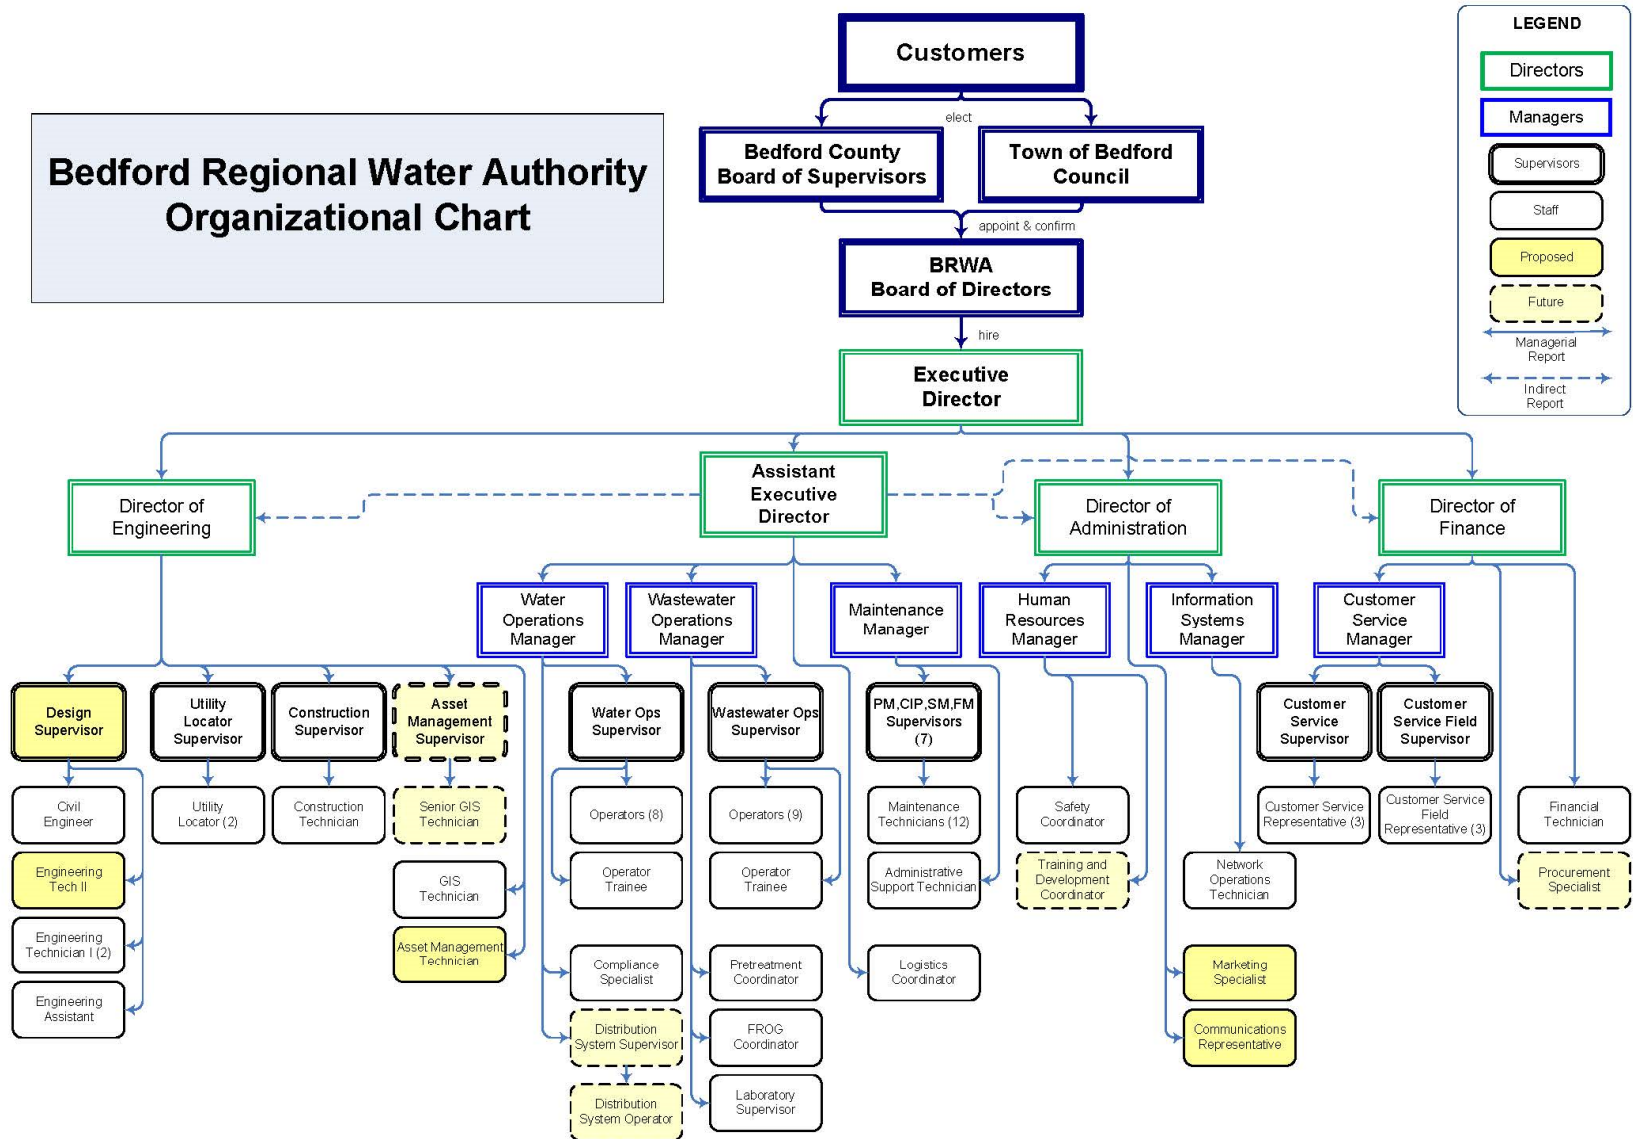 Customers
LEGEND
Directors
Managers
Supervisors
Staff
Proposed
Future
Managerial
Report
Indirect
Report
Bedford Regional Water Authority
Organizational Chart
elect
Bedford County
Board of Supervisors
Town of Bedford
Council
appoint & confirm
BRWA
Board of Directors
hire
Executive
Director
Director of
Engineering
Assistant
Executive
Director
Director of
Administration
Director of
Finance
Water
Operations
Manager
Wastewater
Operations
Manager
Maintenance
Manager
Human
Resources
Manager
Information
Systems
Manager
Customer
Service
Manager
Design
Supervisor
Utility
Locator
Supervisor
Construction
Supervisor
Asset
Management
Supervisor
Water Ops
Supervisor
Wastewater Ops
Supervisor
PM,CIP,SM,FM
Supervisors
(7)
Customer
Service
Supervisor
Customer
Service Field
Supervisor
Civil
Engineer
Utility
Locator (2)
Construction
Technician
Senior GIS
Technician
Operators (8)
Operators (9)
Maintenance
Technicians (12)
Safety
Coordinator
Customer Service
Representative (3)
Customer Service
Field
Representative (3)
Financial
Technician
Engineering
Tech II
GIS
Technician
Operator
Trainee
Operator
Trainee
Administrative
Support Technician
Training and
Development
Coordinator
Network
Operations
Technician
Procurement
Specialist
Engineering
Technician I (2)
Asset Management
Technician
Compliance
Specialist
Pretreatment
Coordinator
Logistics
Coordinator
Marketing
Specialist
Engineering
Assistant
Distribution
System Supervisor
FROG
Coordinator
Communications
Representative
Distribution
System Operator
Laboratory
Supervisor